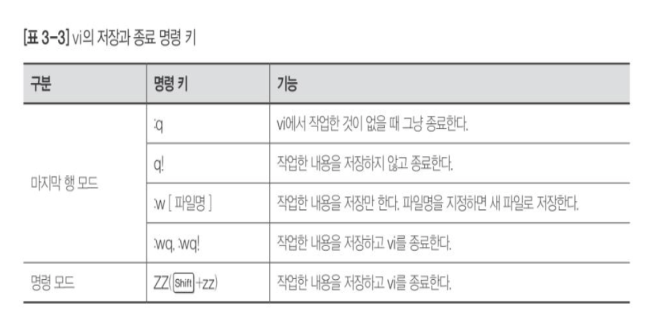 [표 3-3] vi의 저장과 종료 명령 키
구분 명령 키 기능
마지막 행 모드
:q vi에서 작업한 것이 없을 때 그냥 종료한다.
q! 작업한 내용을 저장하지 않고 종료한다.
:w [ 파일명 ] 작업한 내용을 저장만 한다. 파일명을 지정하면 새 파일로 저장한다.
:wq, :wq! 작업한 내용을 저장하고 vi를 종료한다.
명령 모드 ZZ(Shift+zz) 작업한 내용을 저장하고 vi를 종료한다.